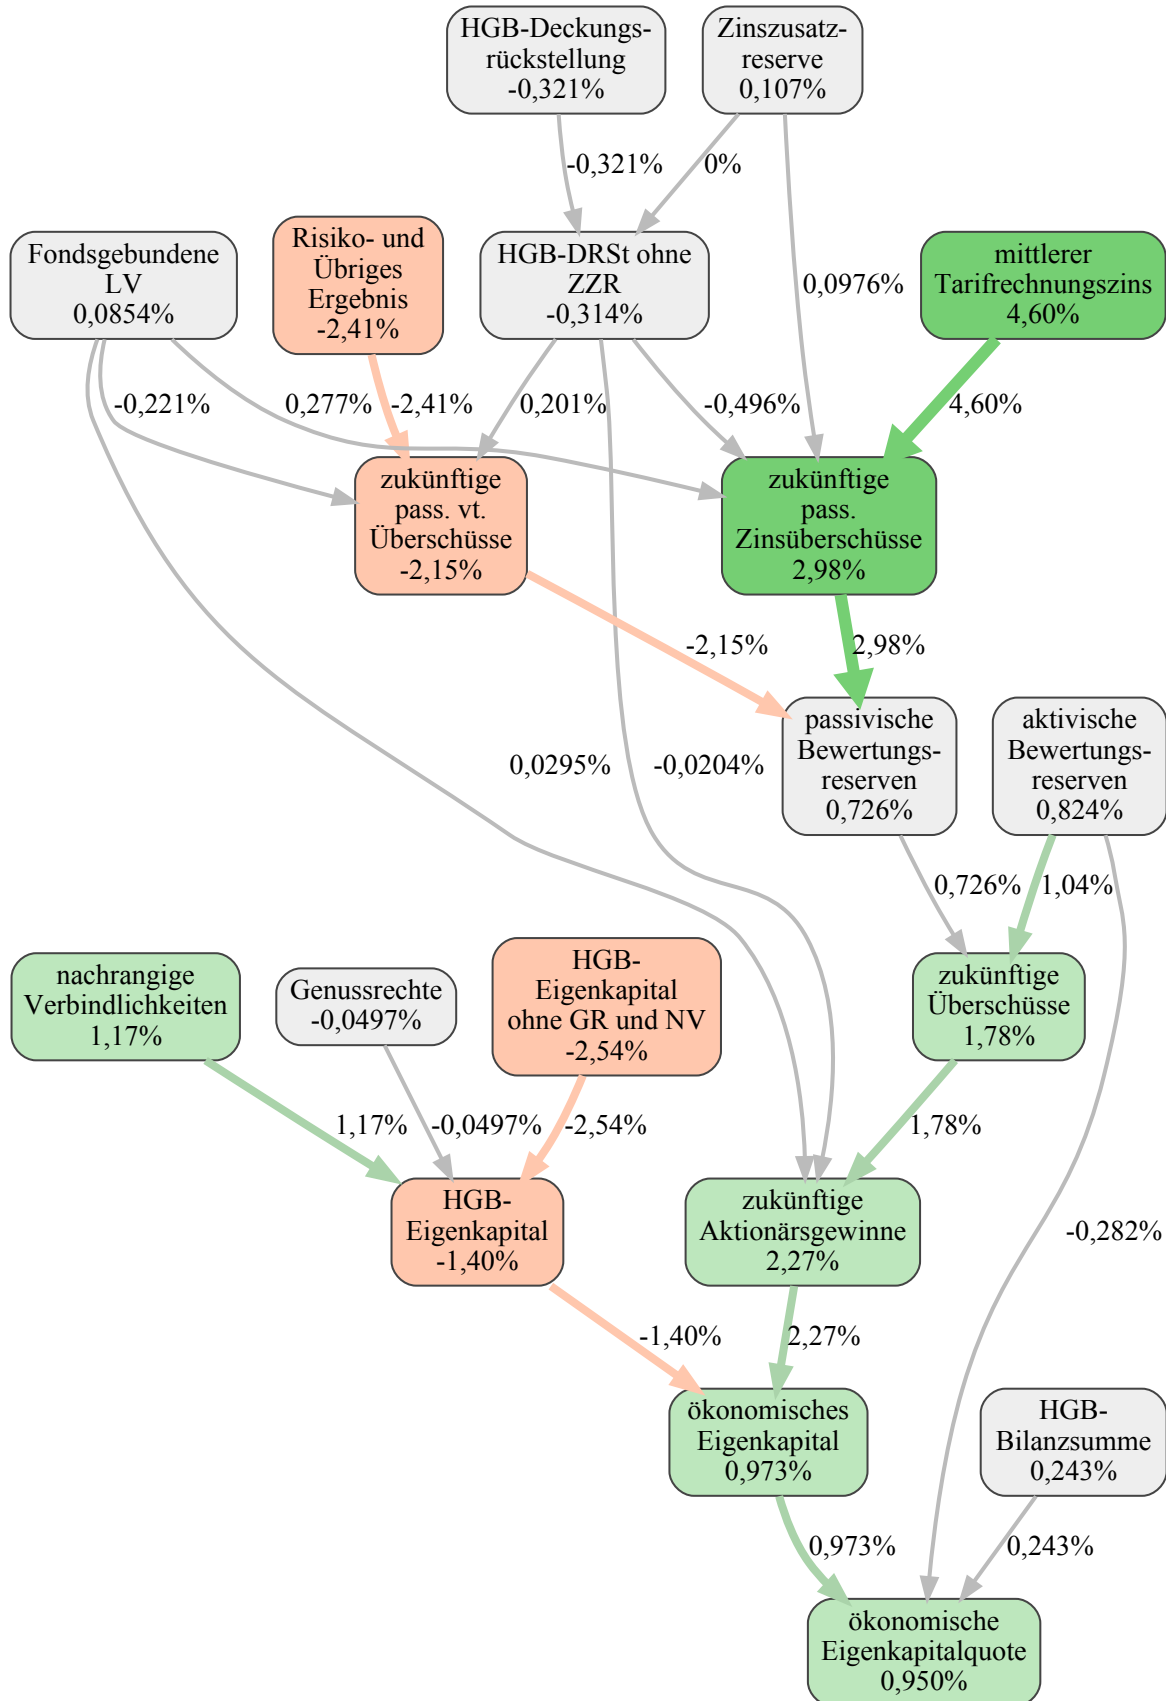 HGB-Deckungs-
rückstellung
-0,321%
Zinszusatz-
reserve
0,107%
-0,321%
0%
Fondsgebundene
LV
0,0854%
Risiko- und
Übriges
Ergebnis
-2,41%
HGB-DRSt ohne
ZZR
-0,314%
0,0976%
mittlerer
Tarifrechnungszins
4,60%
-0,221%
0,277%
-2,41%
0,201%
-0,496%
4,60%
zukünftige
pass. vt.
Überschüsse
-2,15%
zukünftige
pass.
Zinsüberschüsse
2,98%
-2,15%
2,98%
0,0295%
-0,0204%
passivische
Bewertungs-
reserven
0,726%
aktivische
Bewertungs-
reserven
0,824%
0,726%
1,04%
nachrangige
Verbindlichkeiten
1,17%
Genussrechte
-0,0497%
HGB-
Eigenkapital
ohne GR und NV
-2,54%
zukünftige
Überschüsse
1,78%
1,17%
-0,0497%
-2,54%
1,78%
HGB-
Eigenkapital
-1,40%
zukünftige
Aktionärsgewinne
2,27%
-0,282%
-1,40%
2,27%
ökonomisches
Eigenkapital
0,973%
HGB-
Bilanzsumme
0,243%
0,973%
0,243%
ökonomische
Eigenkapitalquote
0,950%